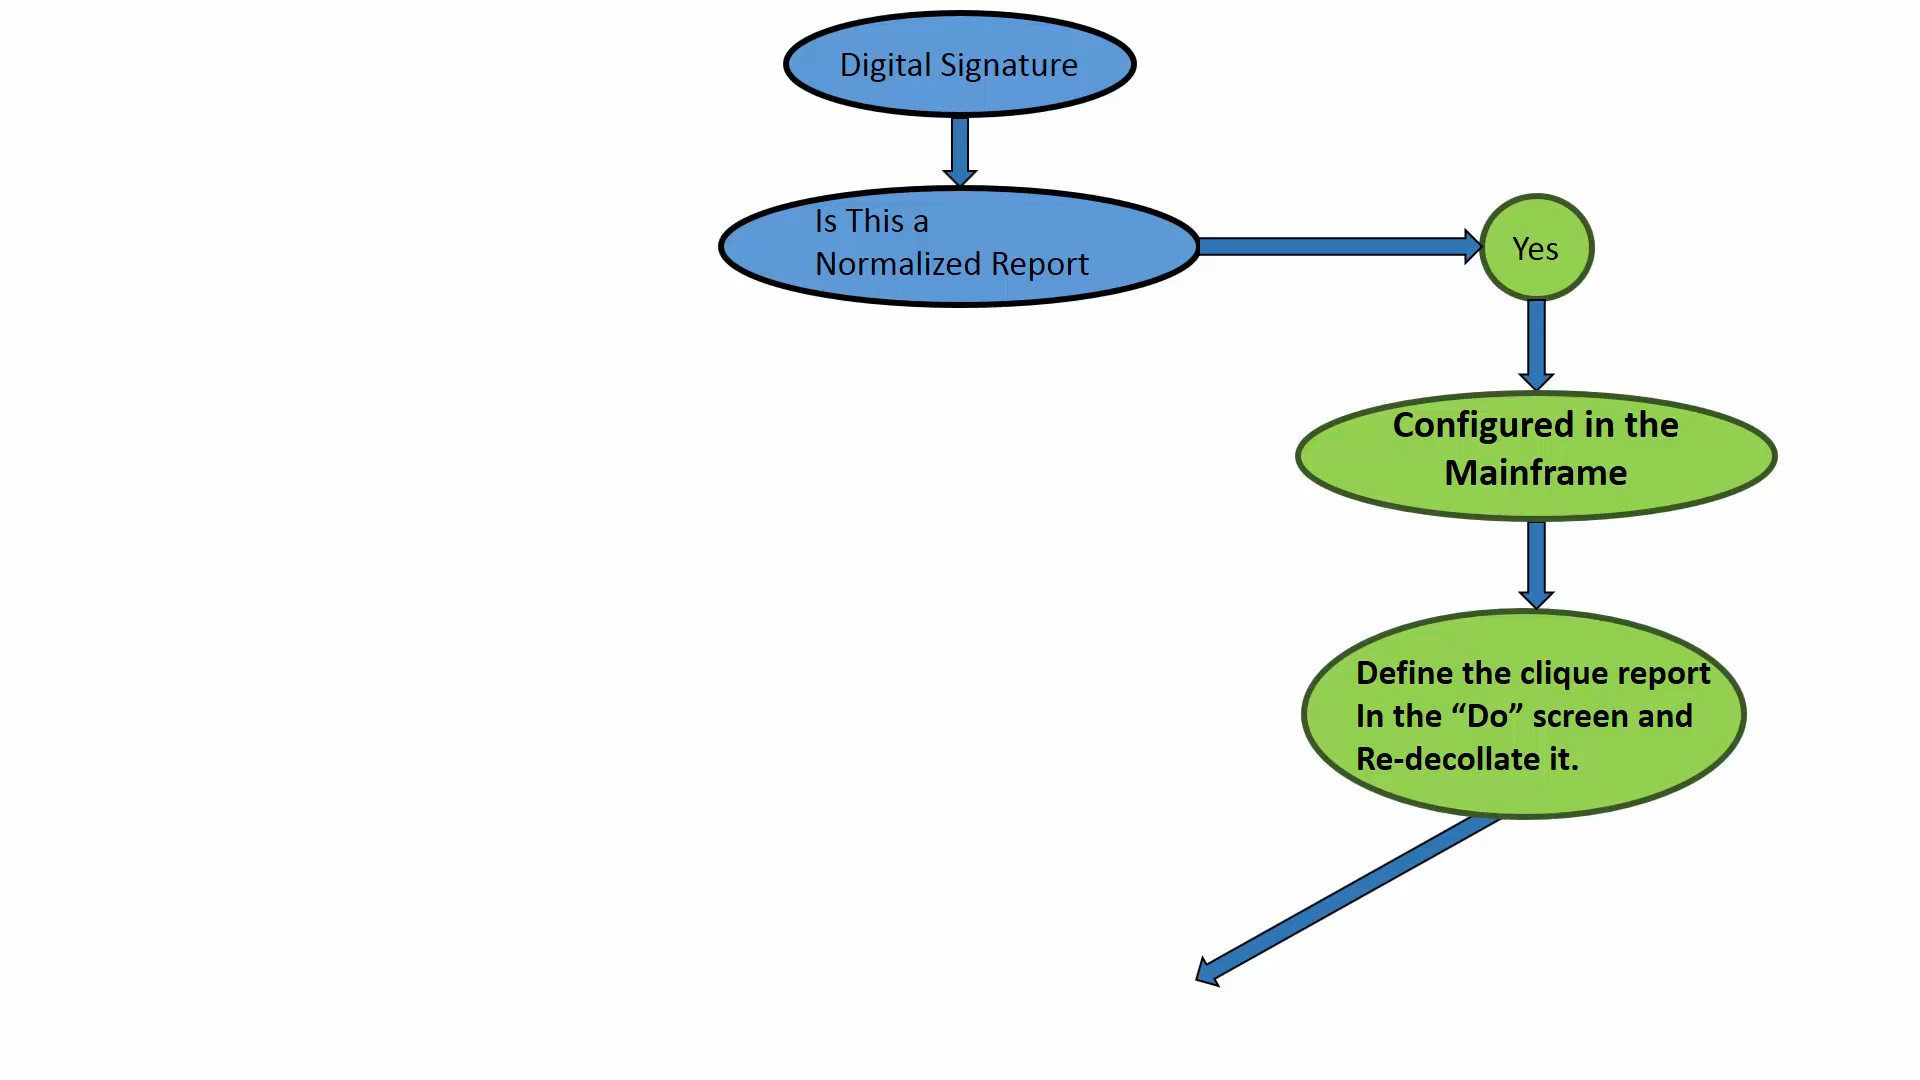 Digital Signature
Is This a
Normalized Report
Yes
Configured in the
Mainframe
Define the clique report
In the “Do” screen and
Re-decollate it.